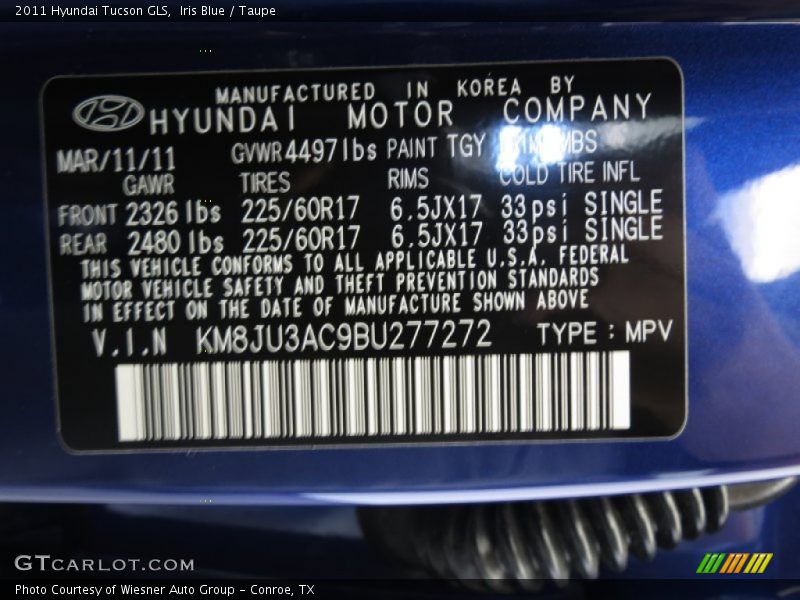 2011 Hyundai Tucson GLS,  Iris Blue / Taupe
MANUFACTURED IN KOREA BY
HYUNDAI MOTOR COMPANY
MAR/11/11 GVWR 4497lbs PAINT TGY
GAWR TIRES RIMS COLD TIRE INFL
FRONT 2326 lbs 225/60R17 6.5JX17 33psi SINGLE
REAR 2480 lbs 225/60R17 6.5JX17 33psi SINGLE
THIS VEHICLE CONFORMS TO ALL APPLICABLE U.S.A. FEDERAL
MOTOR VEHICLE SAFETY AND THEFT PREVENTION STANDARDS
IN EFFECT ON THE DATE OF MANUFACTURE SHOWN ABOVE
V.I.N KM8JU3AC9BU277272 TYPE : MPV
GTCARLOT.COM
Photo Courtesy of Wiesner Auto Group - Conroe, TX